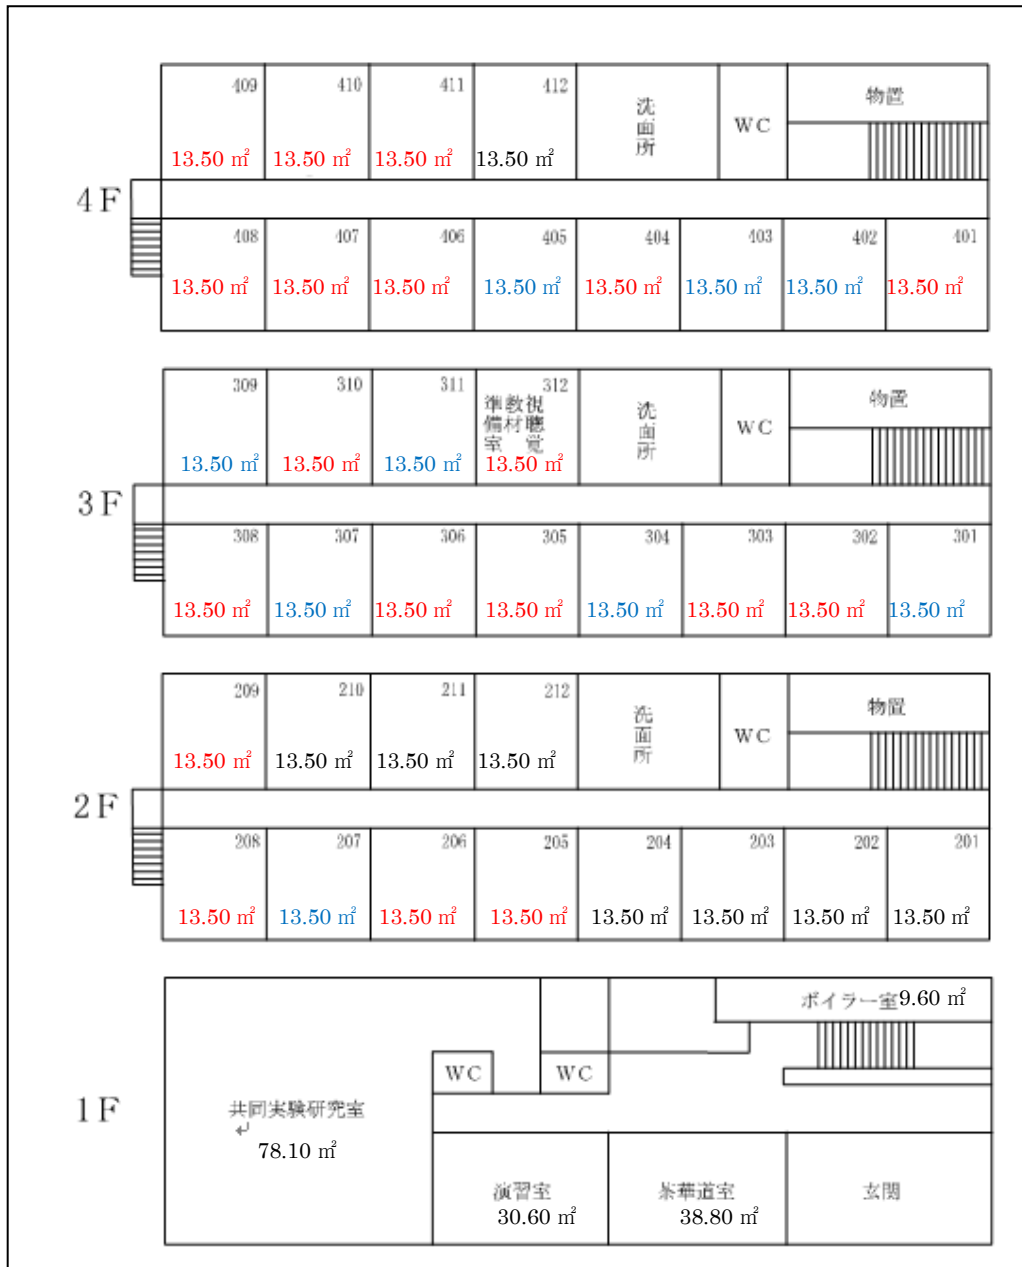 409 410 411 412 洗面所 WC 物置
13.50 ㎡ 13.50 ㎡ 13.50 ㎡ 13.50 ㎡
4F
408 407 406 405 404 403 402 401
13.50 ㎡ 13.50 ㎡ 13.50 ㎡ 13.50 ㎡ 13.50 ㎡ 13.50 ㎡ 13.50 ㎡ 13.50 ㎡
309 310 311 312 視聴覚教材準備室 洗面所 WC 物置
13.50 ㎡ 13.50 ㎡ 13.50 ㎡ 13.50 ㎡
3F
308 307 306 305 304 303 302 301
13.50 ㎡ 13.50 ㎡ 13.50 ㎡ 13.50 ㎡ 13.50 ㎡ 13.50 ㎡ 13.50 ㎡ 13.50 ㎡
209 210 211 212 洗面所 WC 物置
13.50 ㎡ 13.50 ㎡ 13.50 ㎡ 13.50 ㎡
2F
208 207 206 205 204 203 202 201
13.50 ㎡ 13.50 ㎡ 13.50 ㎡ 13.50 ㎡ 13.50 ㎡ 13.50 ㎡ 13.50 ㎡ 13.50 ㎡
ボイラー室9.60 ㎡
WC WC
1F
共同実験研究室
78.10 ㎡
演習室 茶華道室 玄関
30.60 ㎡ 38.80 ㎡